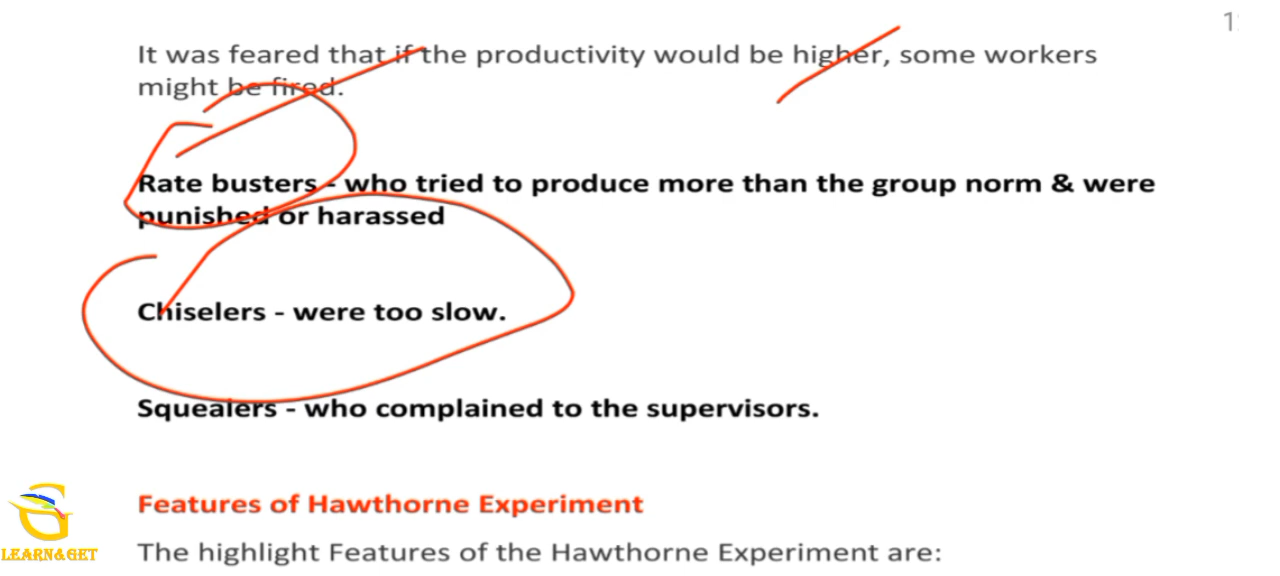 It was feared that if the productivity would be higher, some workers
might be fired.
Rate busters - who tried to produce more than the group norm & were
punished or harassed
Chiselers - were too slow.
Squealers - who complained to the supervisors.
Features of Hawthorne Experiment
The highlight Features of the Hawthorne Experiment are:
LEARN&GET